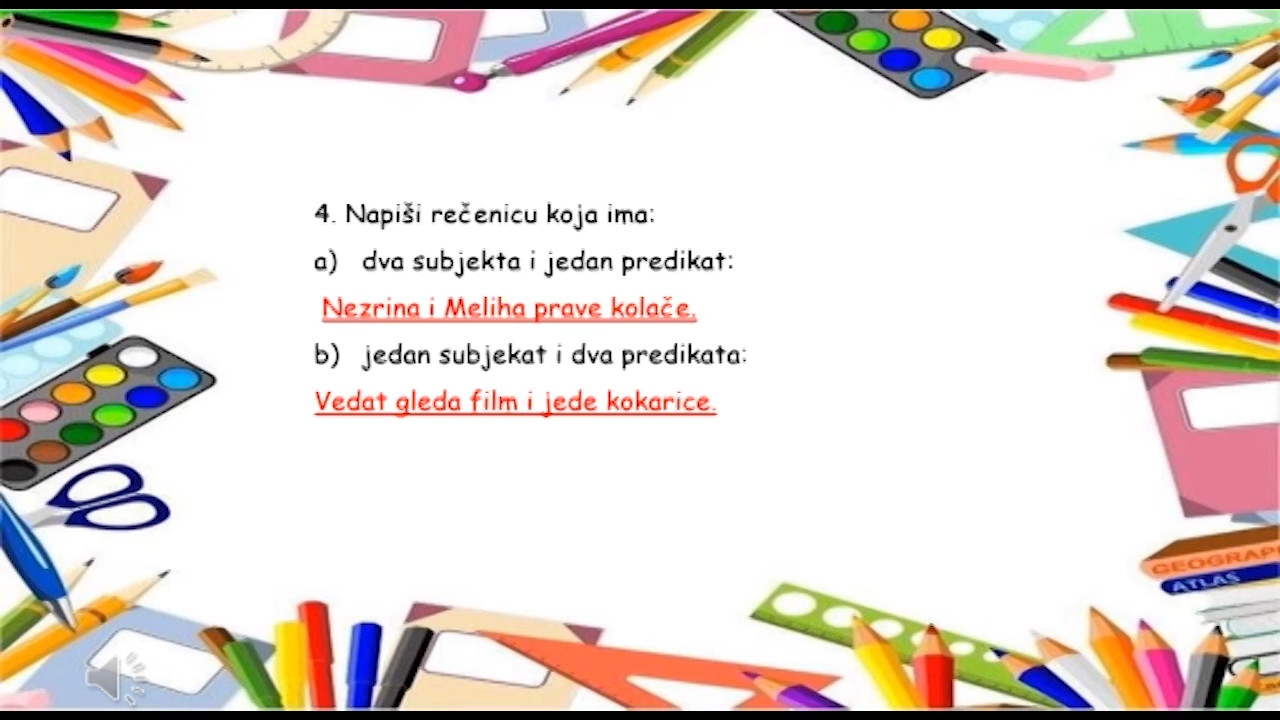 4. Napiši rečenicu koja ima:
a) dva subjekta i jedan predikat:
Nezrina i Meliha prave kolače.
b) jedan subjekat i dva predikata:
Vedat gleda film i jede kokarice.
GEOGRAP
ATLAS